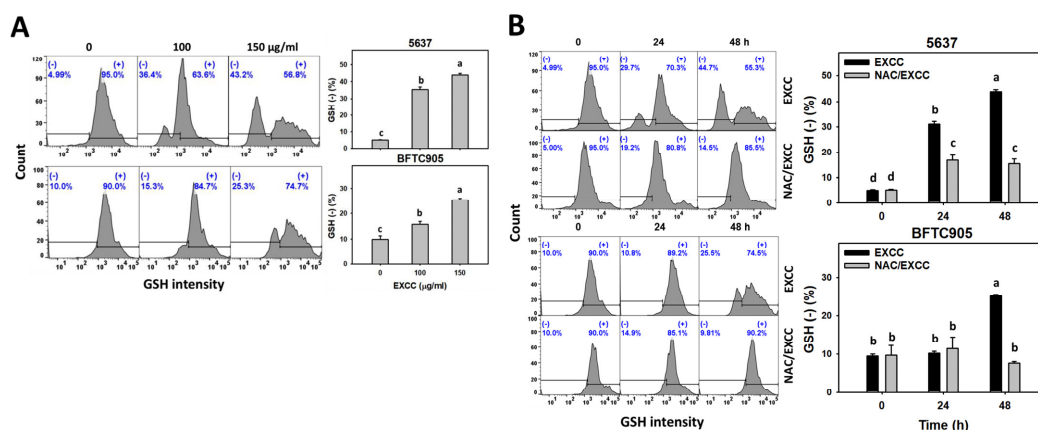 A
0 100 150 µg/ml
(-) (+) (-) (+) (-) (+)
4.99% 95.0% 36.4% 63.6% 43.2% 56.8%
(-) (+) (-) (+) (-) (+)
10.0% 90.0% 15.3% 84.7% 25.3% 74.7%
Count
GSH intensity
5637
GSH (-) (%)
c b a
BFTC905
GSH (-) (%)
c b a
0 100 150
EXCC (µg/ml)
B
0 24 48 h
(-) (+) (-) (+) (-) (+)
4.99% 95.0% 29.7% 70.3% 44.7% 55.3%
EXCC
(-) (+) (-) (+) (-) (+)
5.00% 95.0% 19.2% 80.8% 14.5% 85.5%
NAC/EXCC
0 24 48 h
(-) (+) (-) (+) (-) (+)
10.0% 90.0% 10.8% 89.2% 25.5% 74.5%
EXCC
(-) (+) (-) (+) (-) (+)
10.0% 90.0% 14.9% 85.1% 9.81% 90.2%
NAC/EXCC
Count
GSH intensity
5637
EXCC
NAC/EXCC
GSH (-) (%)
d d b c a c
0 24 48
BFTC905
EXCC
NAC/EXCC
GSH (-) (%)
b b b b a b
0 24 48
Time (h)